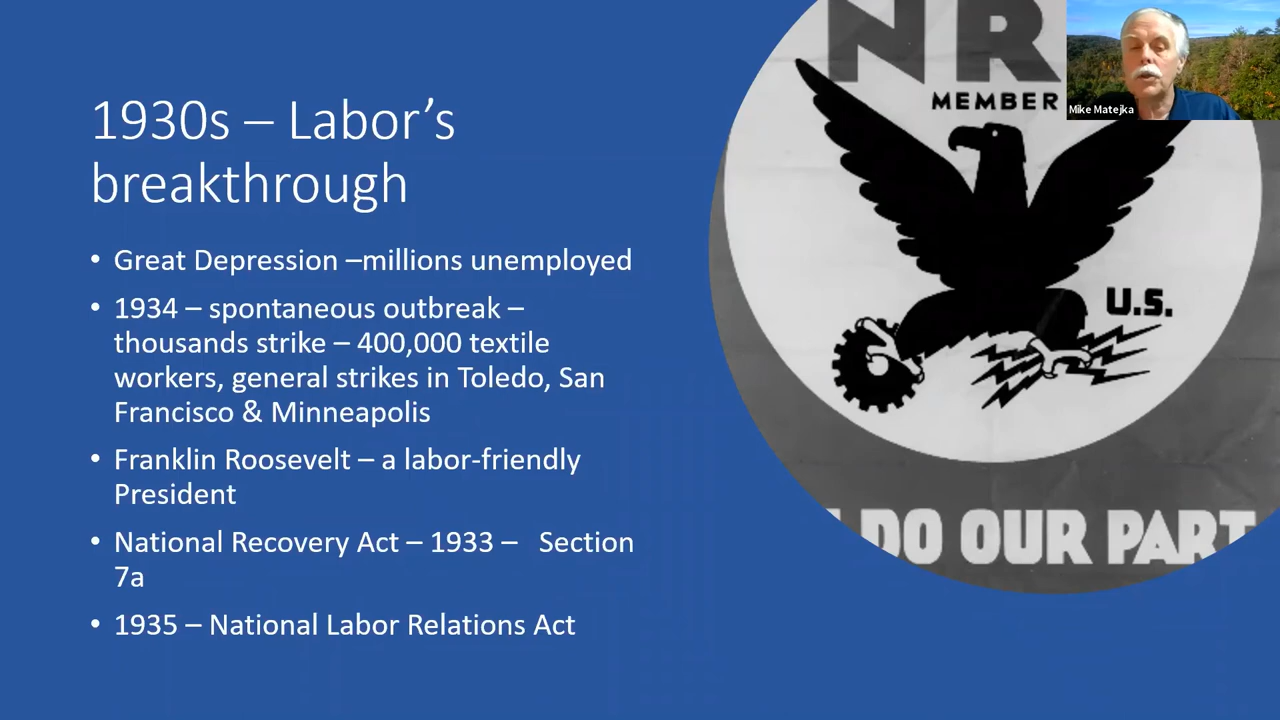 1930s – Labor’s
breakthrough
• Great Depression –millions unemployed
• 1934 – spontaneous outbreak –
thousands strike – 400,000 textile
workers, general strikes in Toledo, San
Francisco & Minneapolis
• Franklin Roosevelt – a labor-friendly
President
• National Recovery Act – 1933 – Section
7a
• 1935 – National Labor Relations Act
NR
MEMBER
U.S.
DO OUR PART
Mike Matejka